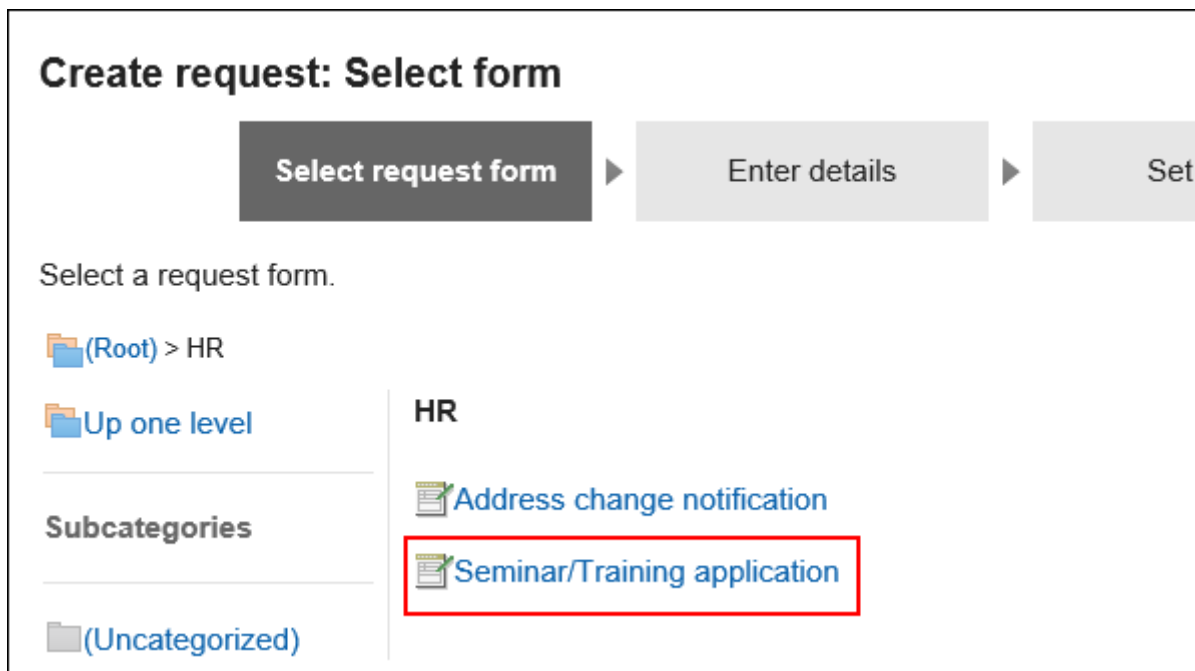 Create request: Select form
Select request form
Enter details
Set
Select a request form.
(Root) > HR
Up one level
Subcategories
(Uncategorized)
HR
Address change notification
Seminar/Training application